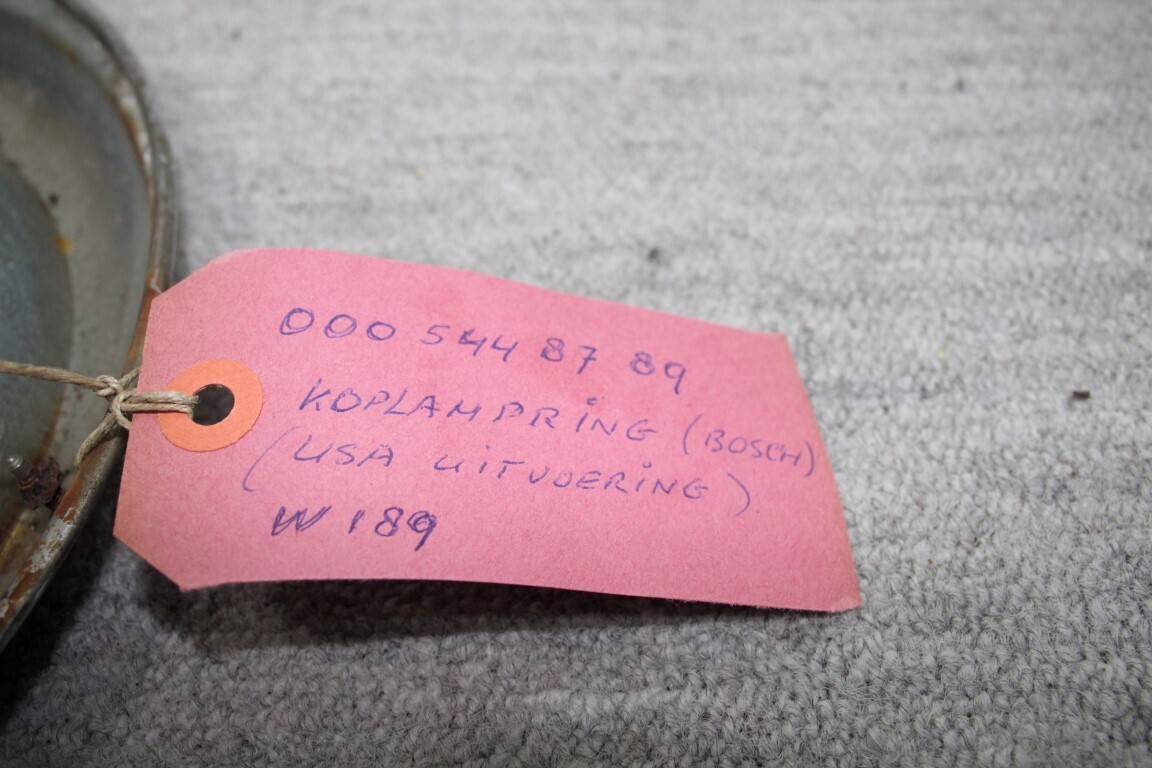 000 544 87 89
KOPLAMPRING (BOSCH)
(USA UITVOERING)
W 189